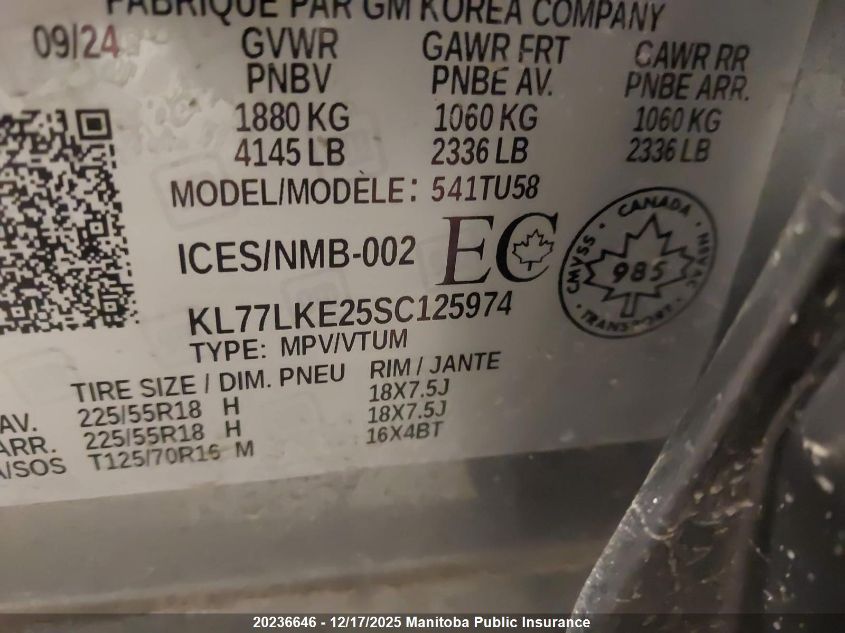 FABRIQUÉ PAR GM KOREA COMPANY
09/24 GVWR GAWR FRT GAWR RR
PNBV PNBE AV. PNBE ARR.
1880 KG 1060 KG 1060 KG
4145 LB 2336 LB 2336 LB
MODEL/MODÈLE: 541TU58
ICES/NMB-002 EC
CMVSS · CANADA · NSVAC
985
· TRANSPORT ·
KL77LKE25SC125974
TYPE: MPV/VTUM
TIRE SIZE / DIM. PNEU RIM / JANTE
AV. 225/55R18 H 18X7.5J
ARR. 225/55R18 H 18X7.5J
A/SOS T125/70R16 M 16X4BT
20236646 - 12/17/2025 Manitoba Public Insurance